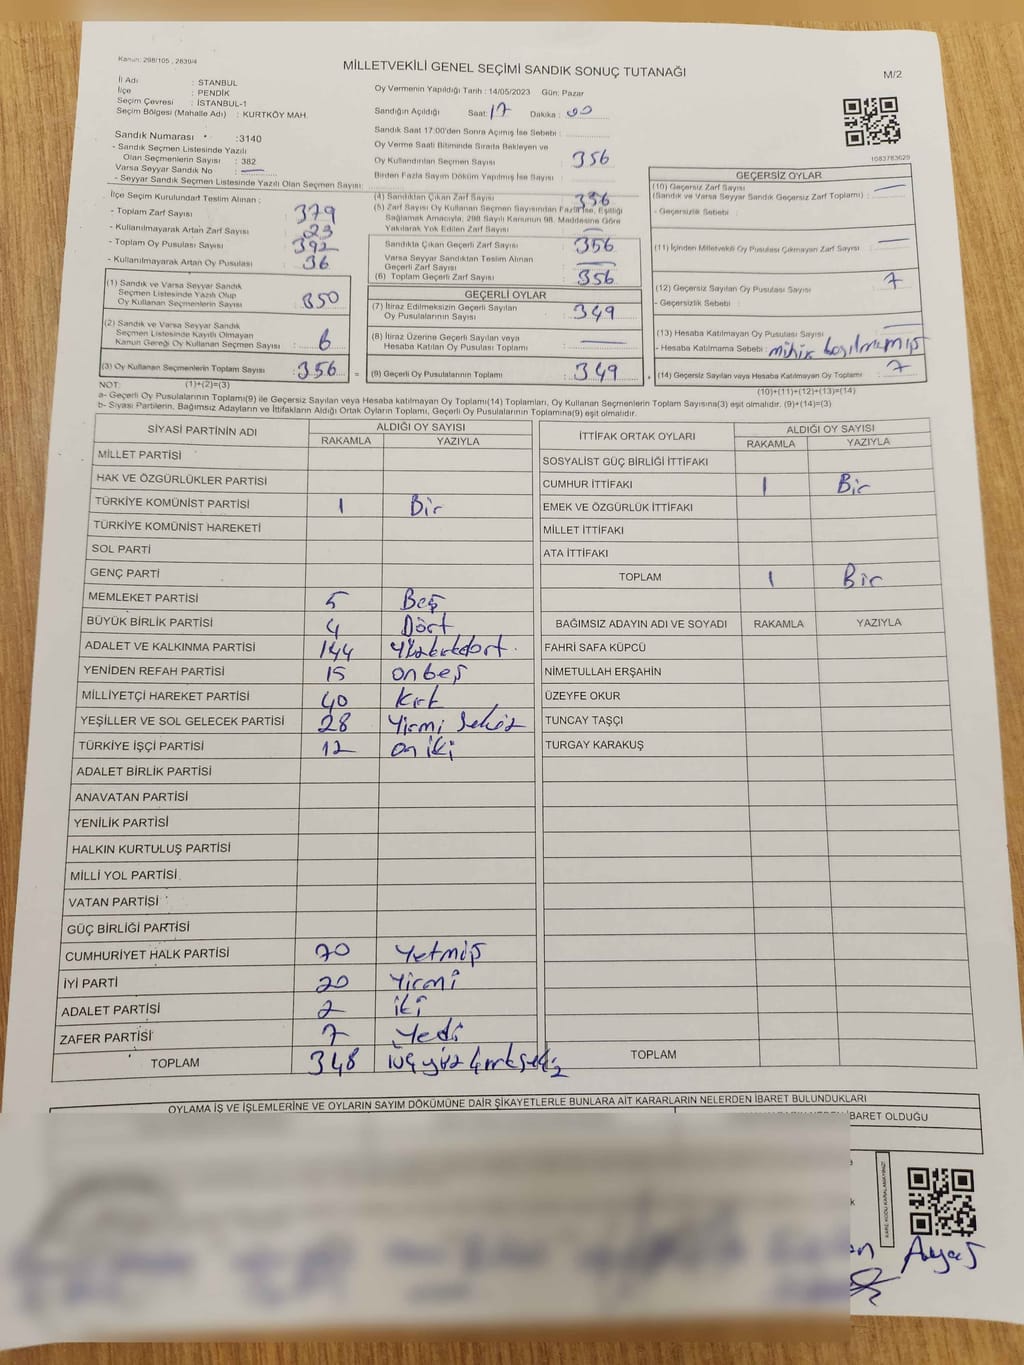 Kanun: 298/105 , 2839/4
MİLLETVEKİLİ GENEL SEÇİMİ SANDIK SONUÇ TUTANAĞI
M/2
İl Adı : STANBUL
İlçe : PENDİK
Seçim Çevresi : İSTANBUL-1
Seçim Bölgesi (Mahalle Adı) : KURTKÖY MAH.
Sandık Numarası : 3140
- Sandık Seçmen Listesinde Yazılı
Olan Seçmenlerin Sayısı : 382
Varsa Seyyar Sandık No
- Seyyar Sandık Seçmen Listesinde Yazılı Olan Seçmen Sayısı
Oy Vermenin Yapıldığı Tarih : 14/05/2023 Gün: Pazar
Sandığın Açıldığı Saat: 17 Dakika : 00
Sandık Saat 17:00'den Sonra Açımış İse Sebebi :
Oy Verme Saati Bitiminde Sırada Bekleyen ve
Oy Kullandırılan Seçmen Sayısı 356
Birden Fazla Sayım Döküm Yapılmış İse Sayısı :
1083783625
İlçe Seçim Kurulundan Teslim Alınan :
- Toplam Zarf Sayısı 379
- Kullanılmayarak Artan Zarf Sayısı 23
- Toplam Oy Pusulası Sayısı 392
- Kullanılmayarak Artan Oy Pusulası 36
(1) Sandık ve Varsa Seyyar Sandık
Seçmen Listesinde Yazılı Olup
Oy Kullanan Seçmenlerin Sayısı 350
(2) Sandık ve Varsa Seyyar Sandık
Seçmen Listesinde Kayıtlı Olmayan
Kanun Gereği Oy Kullanan Seçmen Sayısı 6
(3) Oy Kullanan Seçmenlerin Toplam Sayısı : 356
(4) Sandıktan Çıkan Zarf Sayısı 356
(5) Zarf Sayısı Oy Kullanan Seçmen Sayısından Fazla İse, Eşitliği
Sağlamak Amacıyla, 298 Sayılı Kanunun 98. Maddesine Göre
Yakılarak Yok Edilen Zarf Sayısı
Sandıkta Çıkan Geçerli Zarf Sayısı 356
Varsa Seyyar Sandıktan Teslim Alınan
Geçerli Zarf Sayısı
(6) Toplam Geçerli Zarf Sayısı 356
GEÇERLİ OYLAR
(7) İtiraz Edilmeksizin Geçerli Sayılan
Oy Pusulalarının Sayısı 349
(8) İtiraz Üzerine Geçerli Sayılan veya
Hesaba Katılan Oy Pusulası Toplamı
(9) Geçerli Oy Pusulalarının Toplamı 349
GEÇERSİZ OYLAR
(10) Geçersiz Zarf Sayısı
(Sandık ve Varsa Seyyar Sandık Geçersiz Zarf Toplamı) :
- Geçersizlik Sebebi :
(11) İçinden Milletvekili Oy Pusulası Çıkmayan Zarf Sayısı
(12) Geçersiz Sayılan Oy Pusulası Sayısı 7
- Geçersizlik Sebebi :
(13) Hesaba Katılmayan Oy Pusulası Sayısı
- Hesaba Katılmama Sebebi : mühür basılmamış
(14) Geçersiz Sayılan veya Hesaba Katılmayan Oy Toplamı 7
NOT: (1)+(2)=(3) (10)+(11)+(12)+(13)=(14)
a- Geçerli Oy Pusulalarının Toplamı(9) ile Geçersiz Sayılan veya Hesaba katılmayan Oy Toplamı(14) Toplamları, Oy Kullanan Seçmenlerin Toplam Sayısına(3) eşit olmalıdır. (9)+(14)=(3)
b- Siyasi Partilerin, Bağımsız Adayların ve İttifakların Aldığı Ortak Oyların Toplamı, Geçerli Oy Pusulalarının Toplamına(9) eşit olmalıdır.
SİYASİ PARTİNİN ADI ALDIĞI OY SAYISI
RAKAMLA YAZIYLA
MİLLET PARTİSİ
HAK VE ÖZGÜRLÜKLER PARTİSİ
TÜRKİYE KOMÜNİST PARTİSİ 1 Bir
TÜRKİYE KOMÜNİST HAREKETİ
SOL PARTİ
GENÇ PARTİ
MEMLEKET PARTİSİ 5 Beş
BÜYÜK BİRLİK PARTİSİ 4 Dört
ADALET VE KALKINMA PARTİSİ 144 Yüzkırkdört
YENİDEN REFAH PARTİSİ 15 onbeş
MİLLİYETÇİ HAREKET PARTİSİ 40 Kırk
YEŞİLLER VE SOL GELECEK PARTİSİ 28 Yirmi Sekiz
TÜRKİYE İŞÇİ PARTİSİ 12 on iki
ADALET BİRLİK PARTİSİ
ANAVATAN PARTİSİ
YENİLİK PARTİSİ
HALKIN KURTULUŞ PARTİSİ
MİLLİ YOL PARTİSİ
VATAN PARTİSİ
GÜÇ BİRLİĞİ PARTİSİ
CUMHURİYET HALK PARTİSİ 70 Yetmiş
İYİ PARTİ 20 Yirmi
ADALET PARTİSİ 2 iki
ZAFER PARTİSİ 7 Yedi
TOPLAM 348 üçyüz kırksekiz
İTTİFAK ORTAK OYLARI ALDIĞI OY SAYISI
RAKAMLA YAZIYLA
SOSYALİST GÜÇ BİRLİĞİ İTTİFAKI
CUMHUR İTTİFAKI 1 Bir
EMEK VE ÖZGÜRLÜK İTTİFAKI
MİLLET İTTİFAKI
ATA İTTİFAKI
TOPLAM 1 Bir
BAĞIMSIZ ADAYIN ADI VE SOYADI RAKAMLA YAZIYLA
FAHRİ SAFA KÜPCÜ
NİMETULLAH ERŞAHİN
ÜZEYFE OKUR
TUNCAY TAŞÇI
TURGAY KARAKUŞ
TOPLAM
OYLAMA İŞ VE İŞLEMLERİNE VE OYLARIN SAYIM DÖKÜMÜNE DAİR ŞİKAYETLERLE BUNLARA AİT KARARLARIN NELERDEN İBARET BULUNDUKLARI
İBARET OLDUĞU